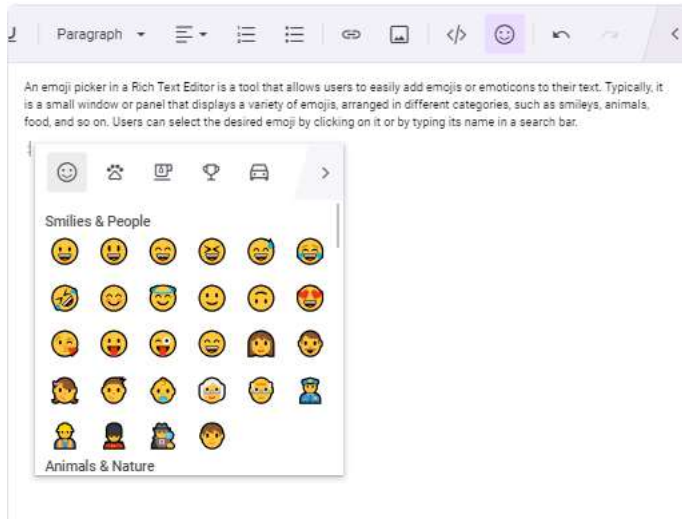 Paragraph
An emoji picker in a Rich Text Editor is a tool that allows users to easily add emojis or emoticons to their text. Typically, it
is a small window or panel that displays a variety of emojis, arranged in different categories, such as smileys, animals,
food, and so on. Users can select the desired emoji by clicking on it or by typing its name in a search bar.
:
Smilies & People
Animals & Nature